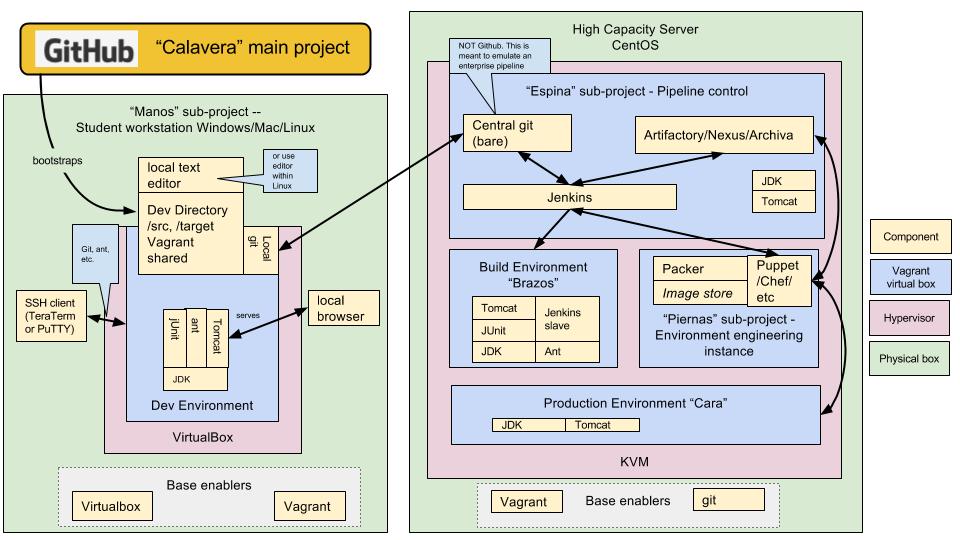 GitHub
“Calavera” main project
bootstraps
“Manos” sub-project --
Student workstation Windows/Mac/Linux
local text
editor
or use
editor
within
Linux
Dev Directory
/src, /target
Vagrant
shared
Local
git
Git, ant,
etc.
SSH client
(TeraTerm
or PuTTY)
local
browser
serves
jUnit
ant
Tomcat
JDK
Dev Environment
VirtualBox
Base enablers
Virtualbox
Vagrant
High Capacity Server
CentOS
NOT Github. This is
meant to emulate an
enterprise pipeline
“Espina” sub-project - Pipeline control
Central git
(bare)
Artifactory/Nexus/Archiva
Jenkins
JDK
Tomcat
Build Environment
“Brazos”
Tomcat
JUnit
JDK
Jenkins
slave
Ant
Packer
Image store
Puppet
/Chef/
etc
“Piernas” sub-project -
Environment engineering
instance
Production Environment “Cara”
JDK
Tomcat
KVM
Vagrant
Base enablers
git
Component
Vagrant
virtual box
Hypervisor
Physical box